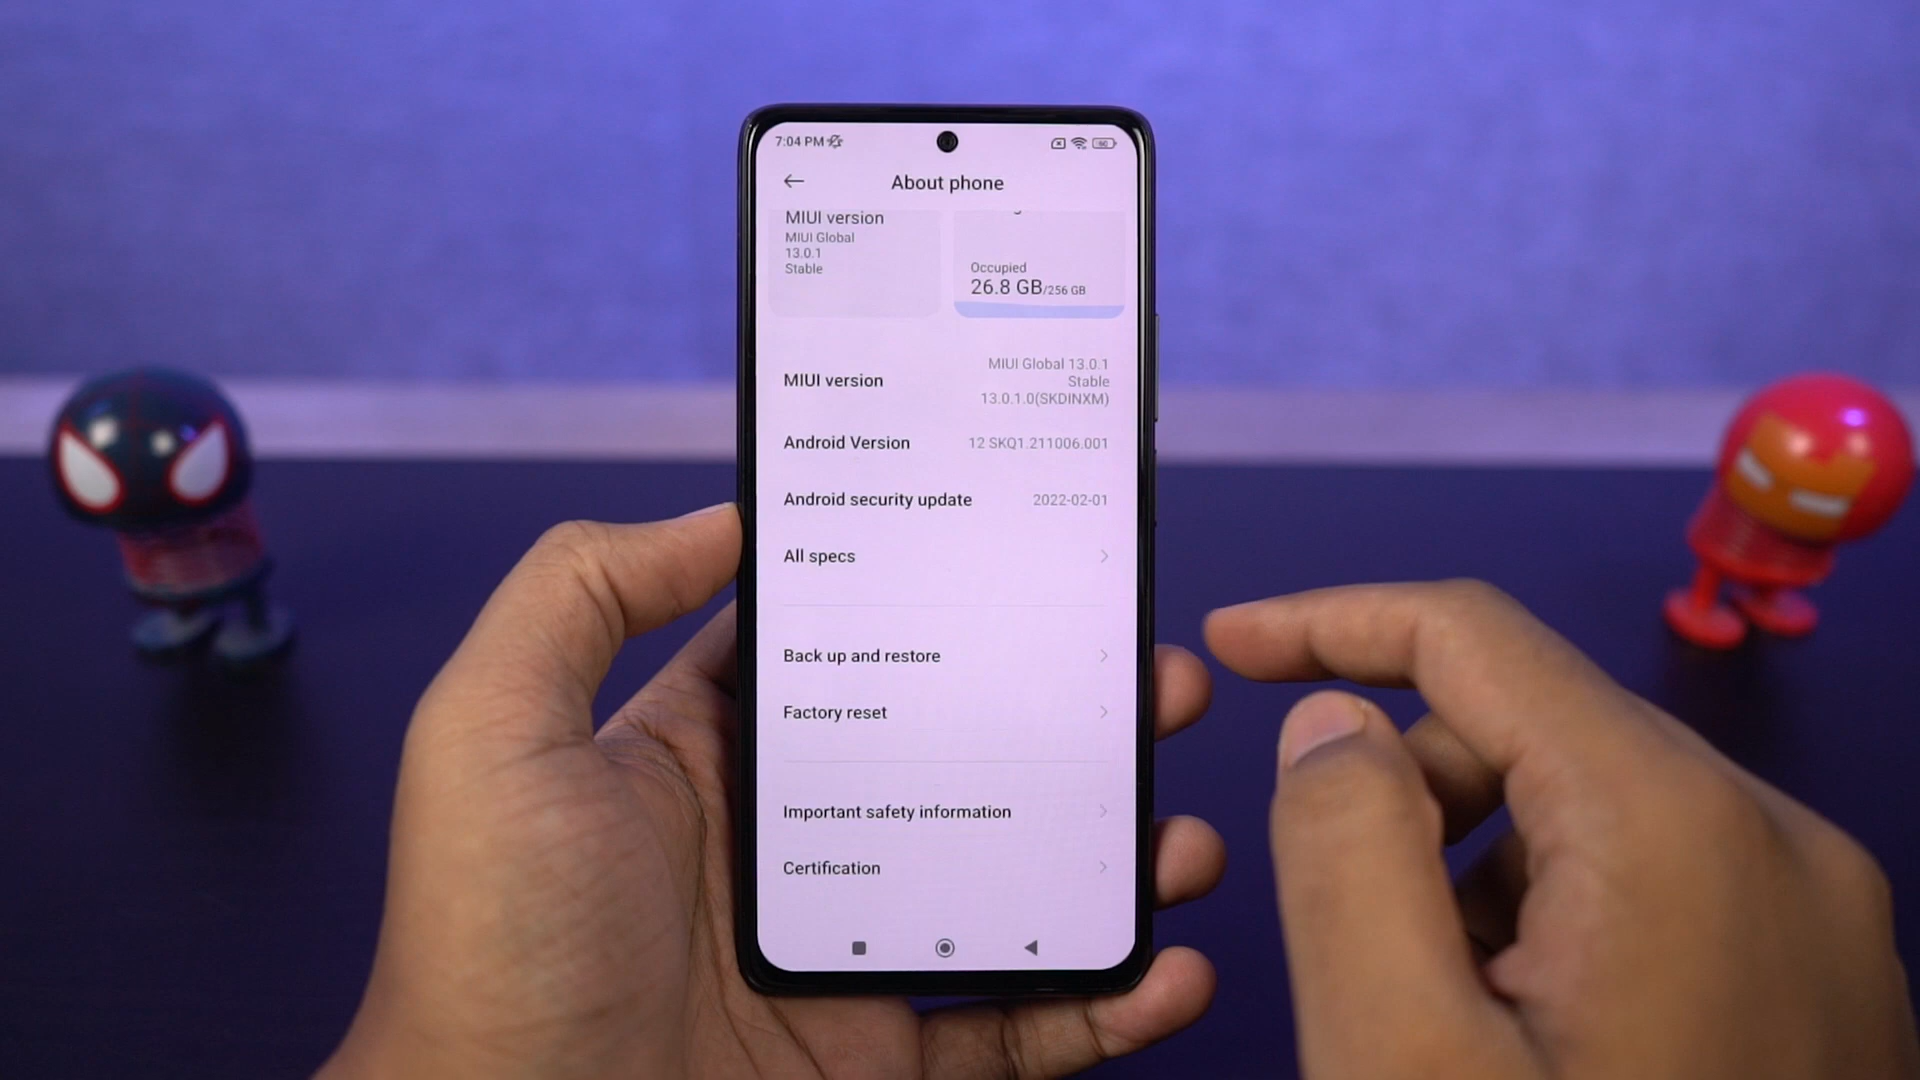 7:04 PM
60
About phone
MIUI version
MIUI Global
13.0.1
Stable
Occupied
26.8 GB/256 GB
MIUI version
MIUI Global 13.0.1
Stable
13.0.1.0(SKDINXM)
Android Version
12 SKQ1.211006.001
Android security update
2022-02-01
All specs
Back up and restore
Factory reset
Important safety information
Certification